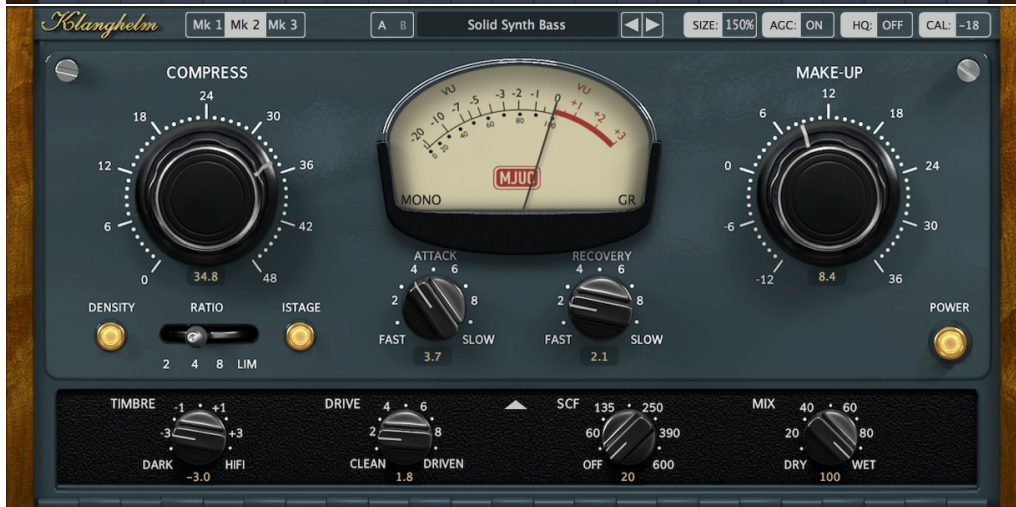 Klanghelm Mk 1 Mk 2 Mk 3 A B Solid Synth Bass SIZE: 150% AGC: ON HQ: OFF CAL: -18
COMPRESS
0 6 12 18 24 30 36 42 48
34.8
VU VU
-20 -10 -7 -5 -3 -2 -1 0 +1 +2 +3
0 20 40 60 80 100
MJUC
MONO GR
MAKE-UP
-12 -6 0 6 12 18 24 30 36
8.4
ATTACK
2 4 6 8
FAST SLOW
3.7
RECOVERY
2 4 6 8
FAST SLOW
2.1
DENSITY RATIO ISTAGE
2 4 8 LIM
POWER
TIMBRE
-3 -1 +1 +3
DARK HIFI
-3.0
DRIVE
2 4 6 8
CLEAN DRIVEN
1.8
SCF
60 135 250 390
OFF 600
20
MIX
20 40 60 80
DRY WET
100